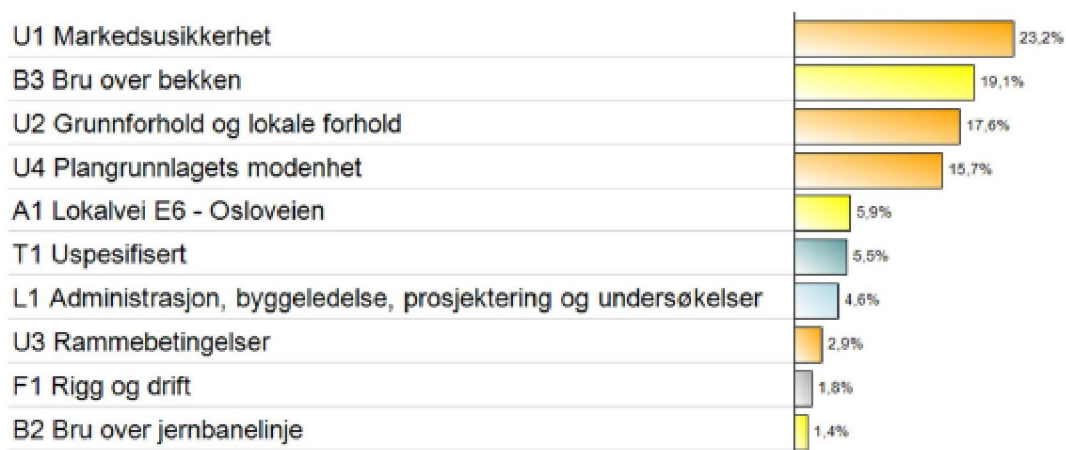 U1 Markedsusikkerhet 23,2%
B3 Bru over bekken 19,1%
U2 Grunnforhold og lokale forhold 17,6%
U4 Plangrunnlagets modenhet 15,7%
A1 Lokalvei E6 - Osloveien 5,9%
T1 Uspesifisert 5,5%
L1 Administrasjon, byggeledelse, prosjektering og undersøkelser 4,6%
U3 Rammebetingelser 2,9%
F1 Rigg og drift 1,8%
B2 Bru over jernbanelinje 1,4%